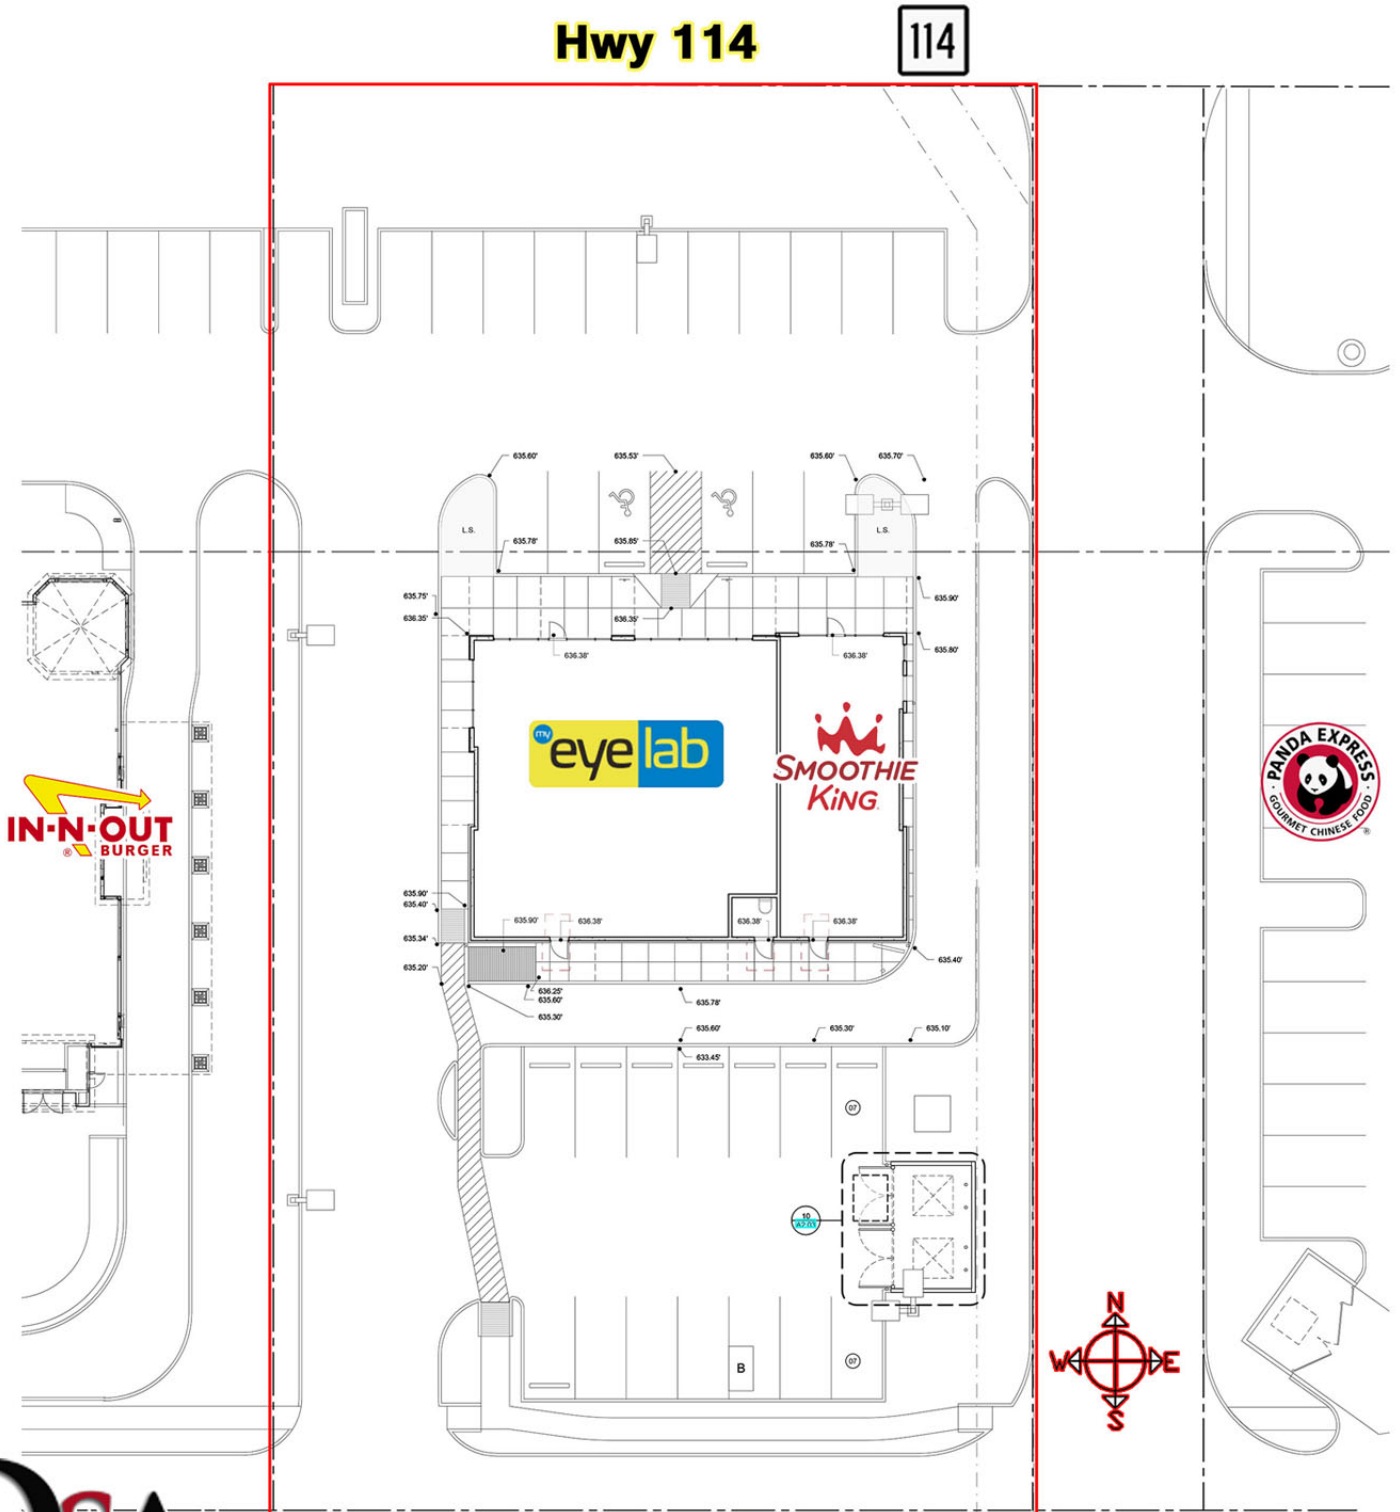 Hwy 114
114
635.60'
635.53'
635.60'
635.70'
L.S.
L.S.
635.78'
635.85'
635.78'
635.75'
635.90'
636.35'
636.35'
635.80'
636.38'
636.38'
my
eyelab
SMOOTHIE
KING
IN-N-OUT
® BURGER
PANDA EXPRESS
GOURMET CHINESE FOOD
®
635.90'
635.40'
635.90'
636.38'
636.38'
636.38'
635.34'
635.20'
635.40'
636.25'
635.60'
635.78'
635.30'
635.60'
635.30'
635.10'
633.45'
07
10
A2.03
N
W E
S
B
07